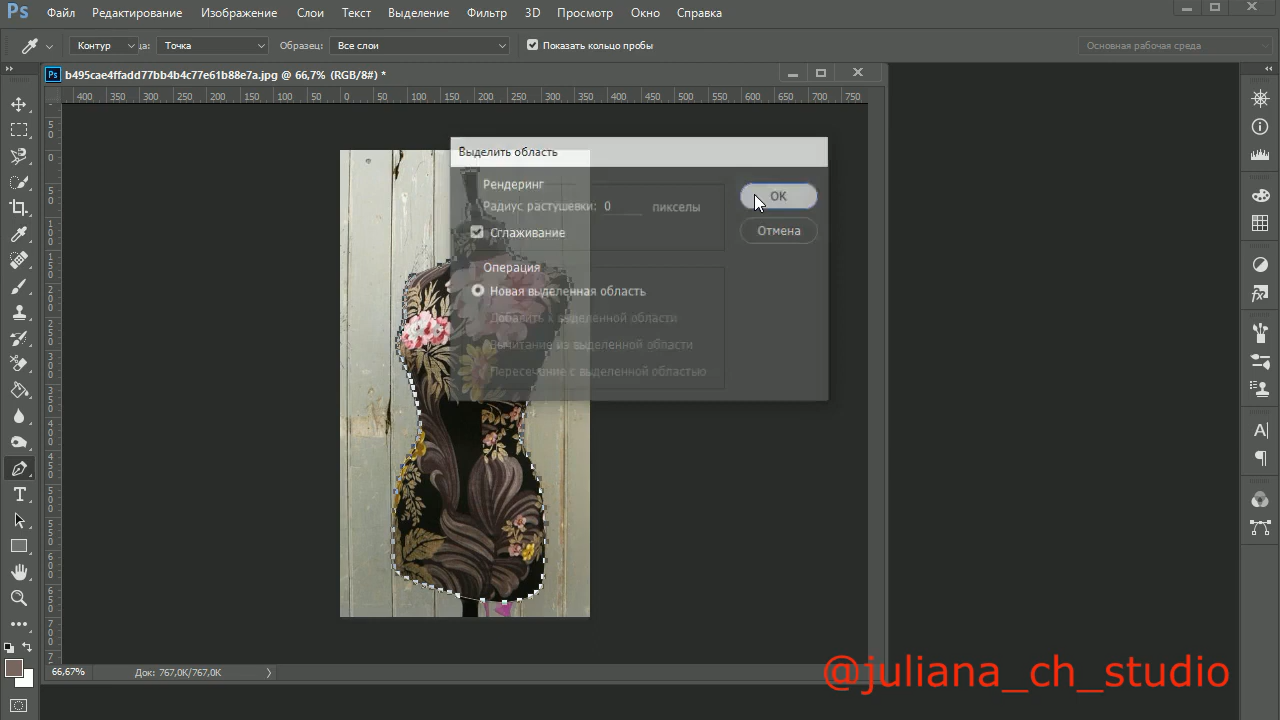 Ps Файл Редактирование Изображение Слои Текст Выделение Фильтр 3D Просмотр Окно Справка
Контур ца: Точка Образец: Все слои Показать кольцо пробы Основная рабочая среда
Ps b495cae4ffadd77bb4b4c77e61b88e7a.jpg @ 66,7% (RGB/8#) *
400 350 300 250 200 150 100 50 0 50 100 150 200 250 300 350 400 450 500 550 600 650 700 750
Выделить область
Рендеринг
Радиус растушевки: 0 пикселы
Сглаживание
OK
Отмена
Операция
Новая выделенная область
Добавить к выделенной области
Вычитание из выделенной области
Пересечение с выделенной областью
66,67% Док: 767,0K/767,0K
@juliana_ch_studio